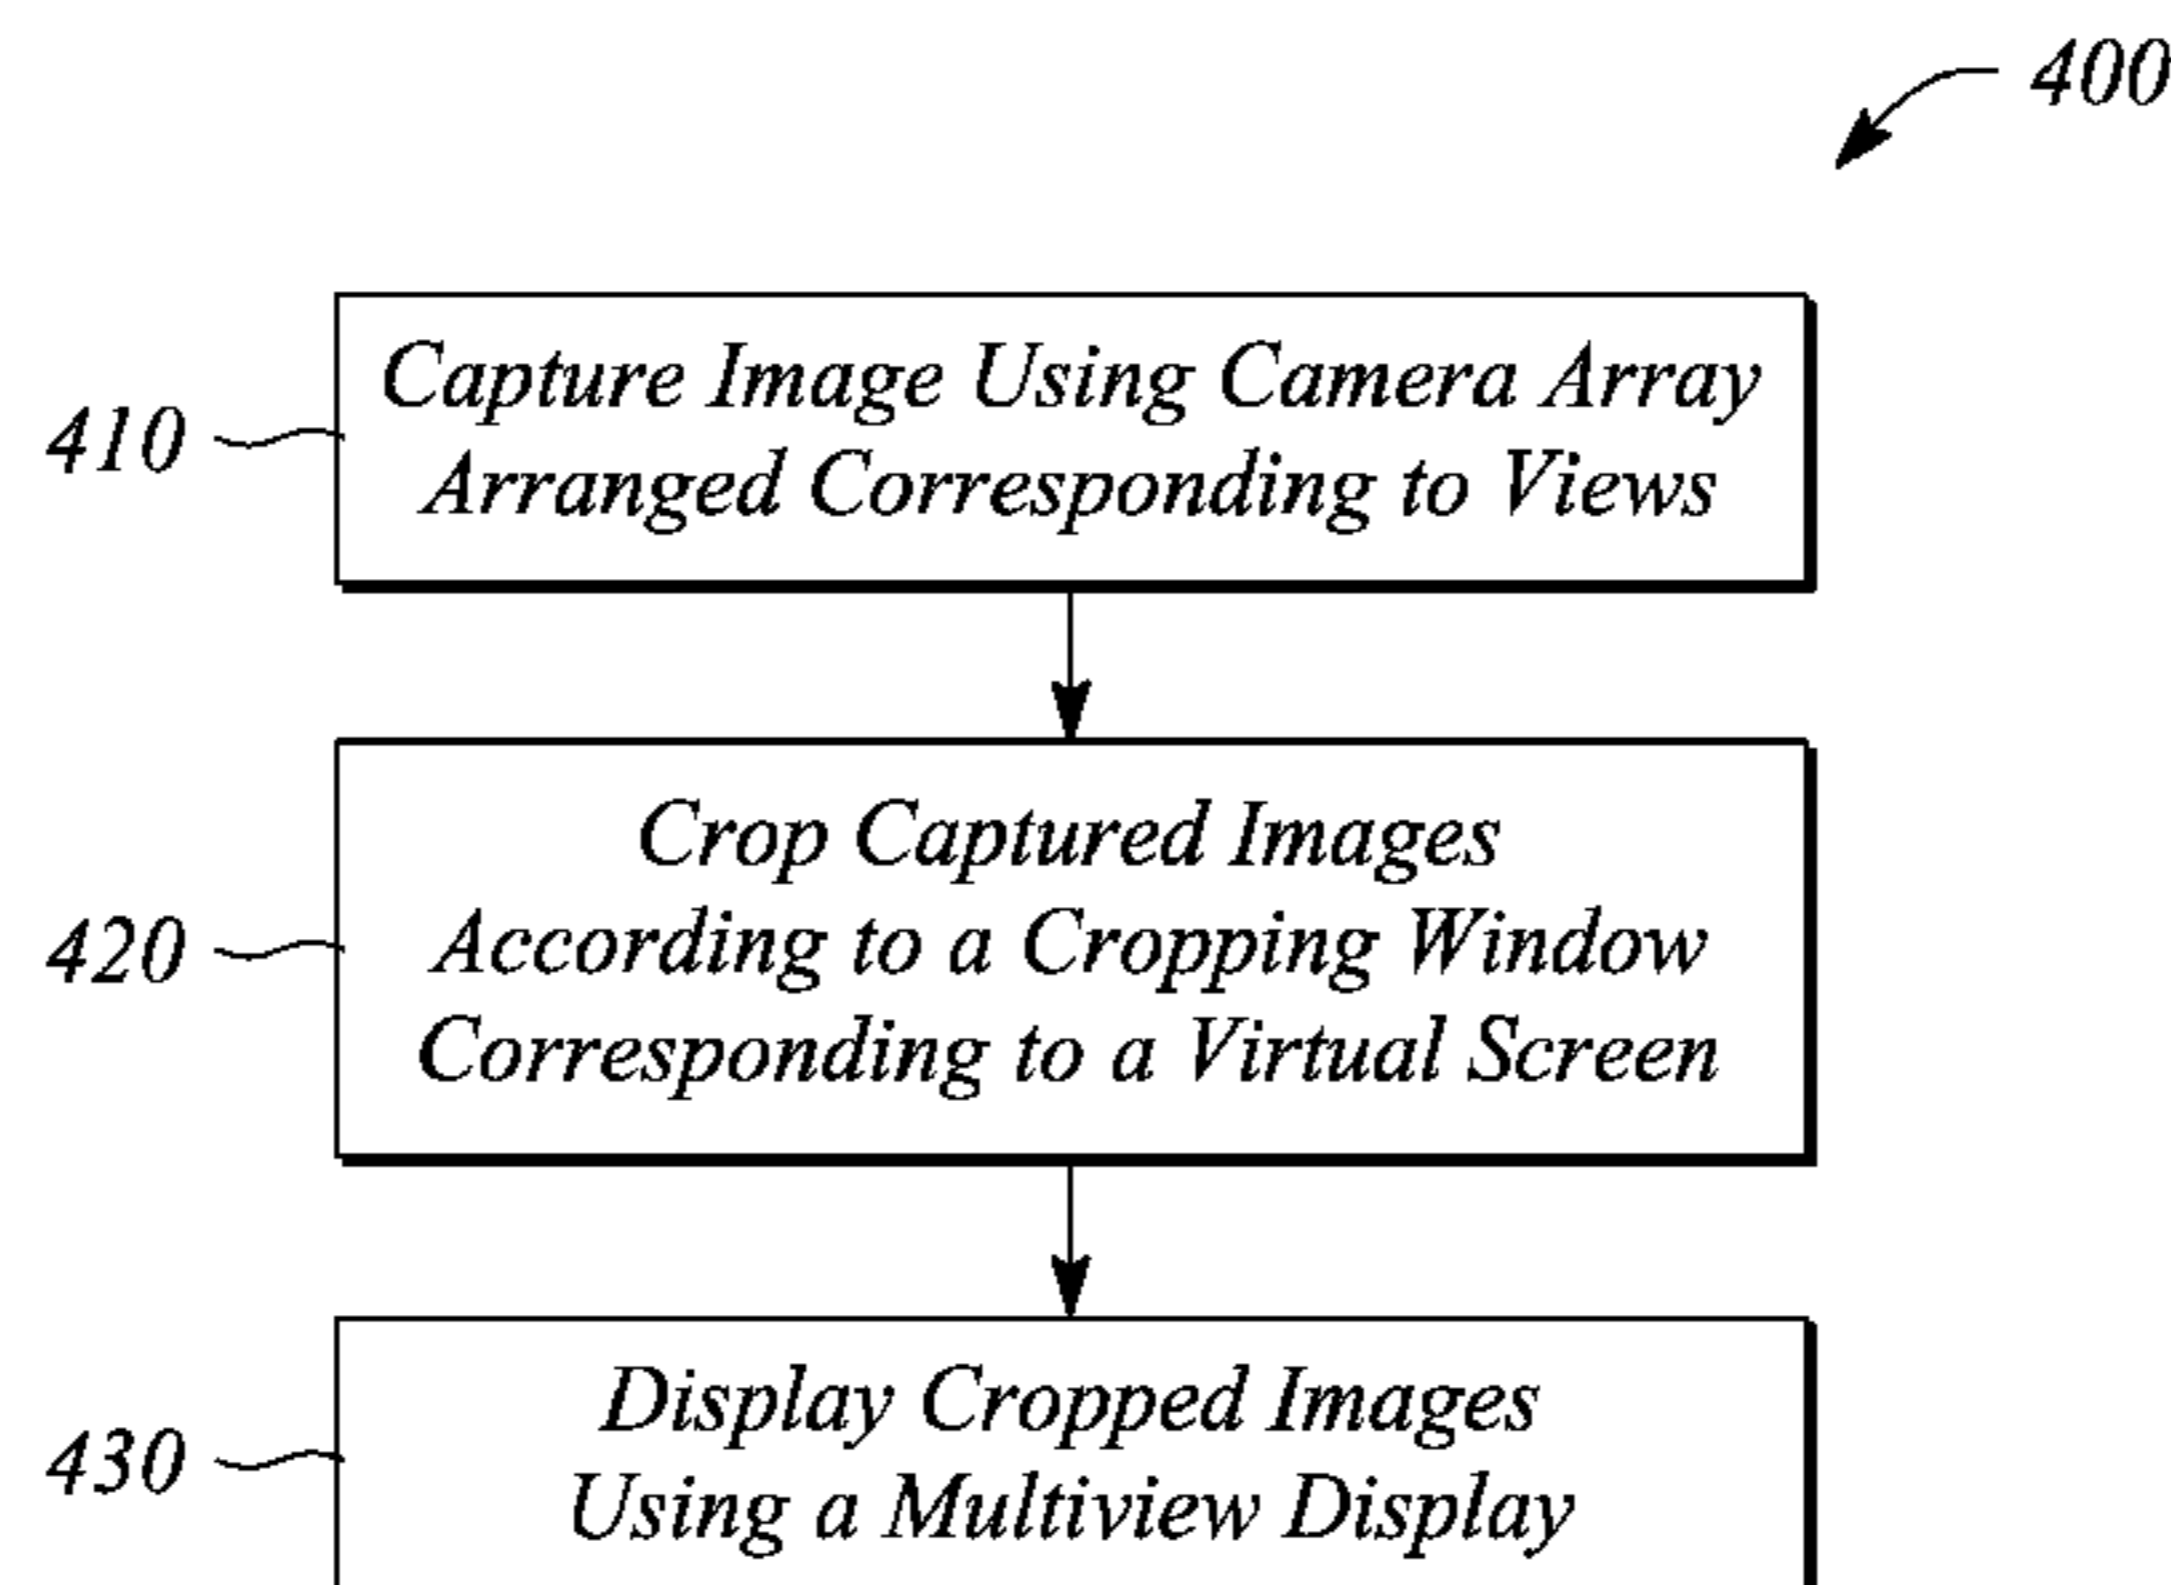 400
410
Capture Image Using Camera Array
Arranged Corresponding to Views
420
Crop Captured Images
According to a Cropping Window
Corresponding to a Virtual Screen
430
Display Cropped Images
Using a Multiview Display